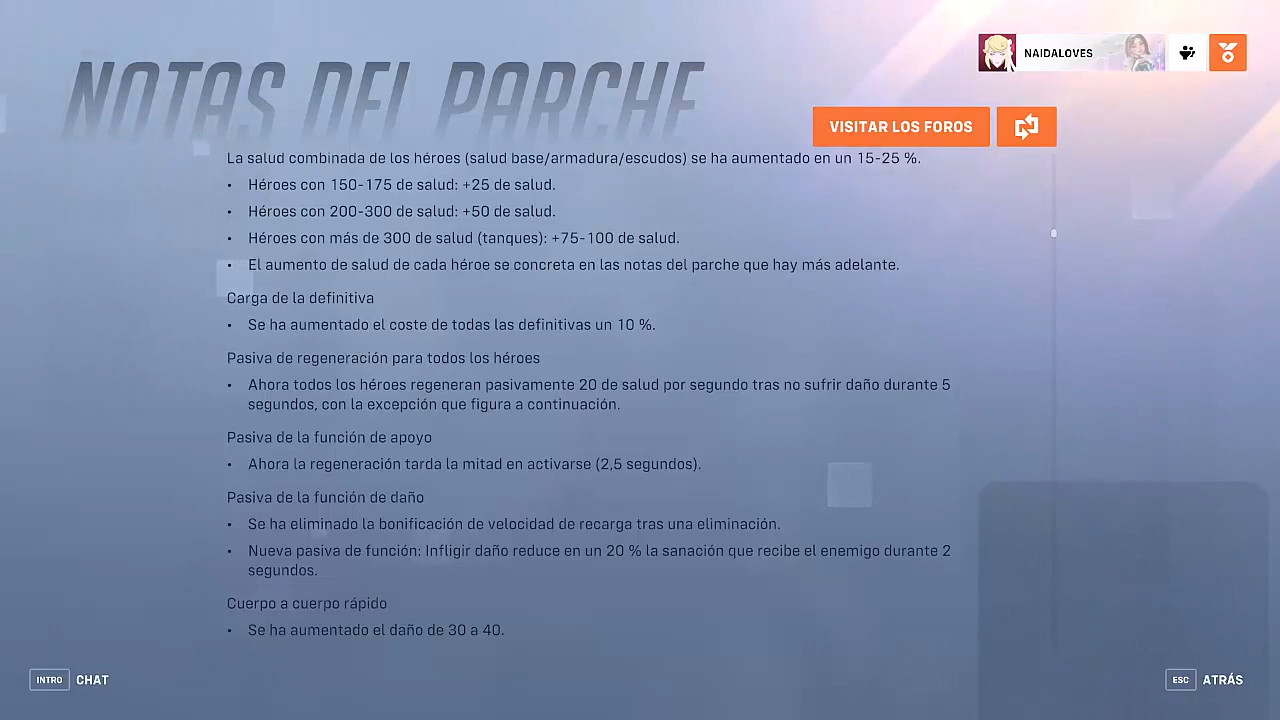 NOTAS DEL PARCHE
NAIDALOVES
VISITAR LOS FOROS
La salud combinada de los héroes (salud base/armadura/escudos) se ha aumentado en un 15-25 %.
• Héroes con 150-175 de salud: +25 de salud.
• Héroes con 200-300 de salud: +50 de salud.
• Héroes con más de 300 de salud (tanques): +75-100 de salud.
• El aumento de salud de cada héroe se concreta en las notas del parche que hay más adelante.
Carga de la definitiva
• Se ha aumentado el coste de todas las definitivas un 10 %.
Pasiva de regeneración para todos los héroes
• Ahora todos los héroes regeneran pasivamente 20 de salud por segundo tras no sufrir daño durante 5
segundos, con la excepción que figura a continuación.
Pasiva de la función de apoyo
• Ahora la regeneración tarda la mitad en activarse (2,5 segundos).
Pasiva de la función de daño
• Se ha eliminado la bonificación de velocidad de recarga tras una eliminación.
• Nueva pasiva de función: Infligir daño reduce en un 20 % la sanación que recibe el enemigo durante 2
segundos.
Cuerpo a cuerpo rápido
• Se ha aumentado el daño de 30 a 40.
INTRO CHAT
ESC ATRÁS